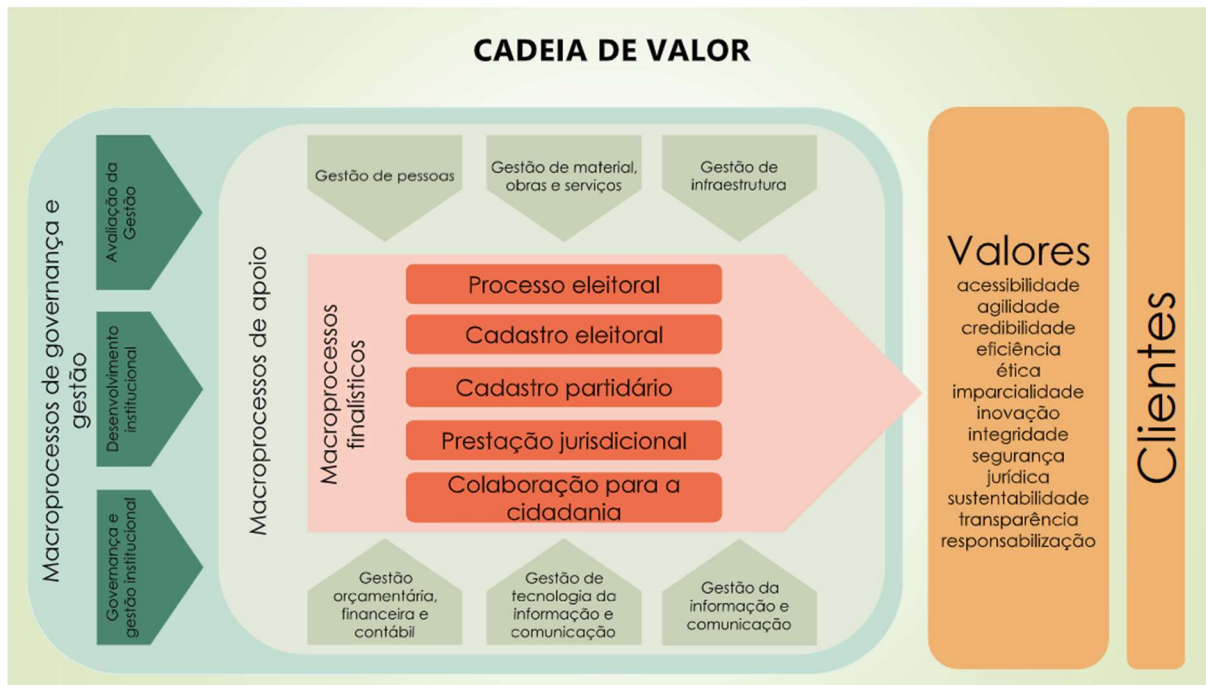 CADEIA DE VALOR
Macroprocessos de governança e
gestão
Avaliação da
Gestão
Desenvolvimento
institucional
Governança e
gestão institucional
Macroprocessos de apoio
Gestão de pessoas
Gestão de material,
obras e serviços
Gestão de
infraestrutura
Macroprocessos
finalísticos
Processo eleitoral
Cadastro eleitoral
Cadastro partidário
Prestação jurisdicional
Colaboração para a
cidadania
Gestão
orçamentária,
financeira e
contábil
Gestão de
tecnologia da
informação e
comunicação
Gestão da
informação e
comunicação
Valores
acessibilidade
agilidade
credibilidade
eficiência
ética
imparcialidade
inovação
integridade
segurança
jurídica
sustentabilidade
transparência
responsabilização
Clientes